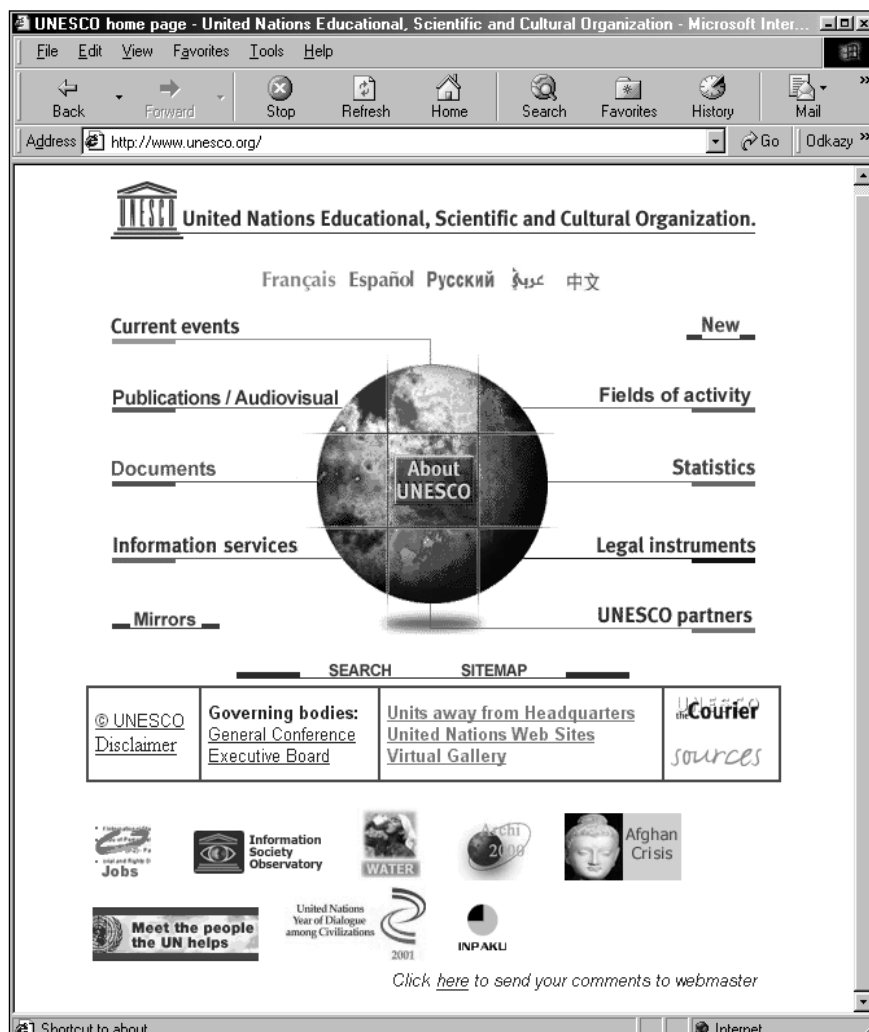 UNESCO home page - United Nations Educational, Scientific and Cultural Organization - Microsoft Inter...
File Edit View Favorites Tools Help
Back Forward Stop Refresh Home Search Favorites History Mail
Address http://www.unesco.org/ Go Odkazy
UNESCO United Nations Educational, Scientific and Cultural Organization.
Français Español Русский عربي 中文
Current events New
Publications / Audiovisual Fields of activity
Documents Statistics
About
UNESCO
Information services Legal instruments
Mirrors UNESCO partners
SEARCH SITEMAP
© UNESCO
Disclaimer
Governing bodies:
General Conference
Executive Board
Units away from Headquarters
United Nations Web Sites
Virtual Gallery
UNESCO
the Courier
sources
Jobs
Information
Society
Observatory
WATER
Archi
2000
Afghan
Crisis
Meet the people
the UN helps
United Nations
Year of Dialogue
among Civilizations
2001
INPAKU
Click here to send your comments to webmaster
Shortcut to about Internet